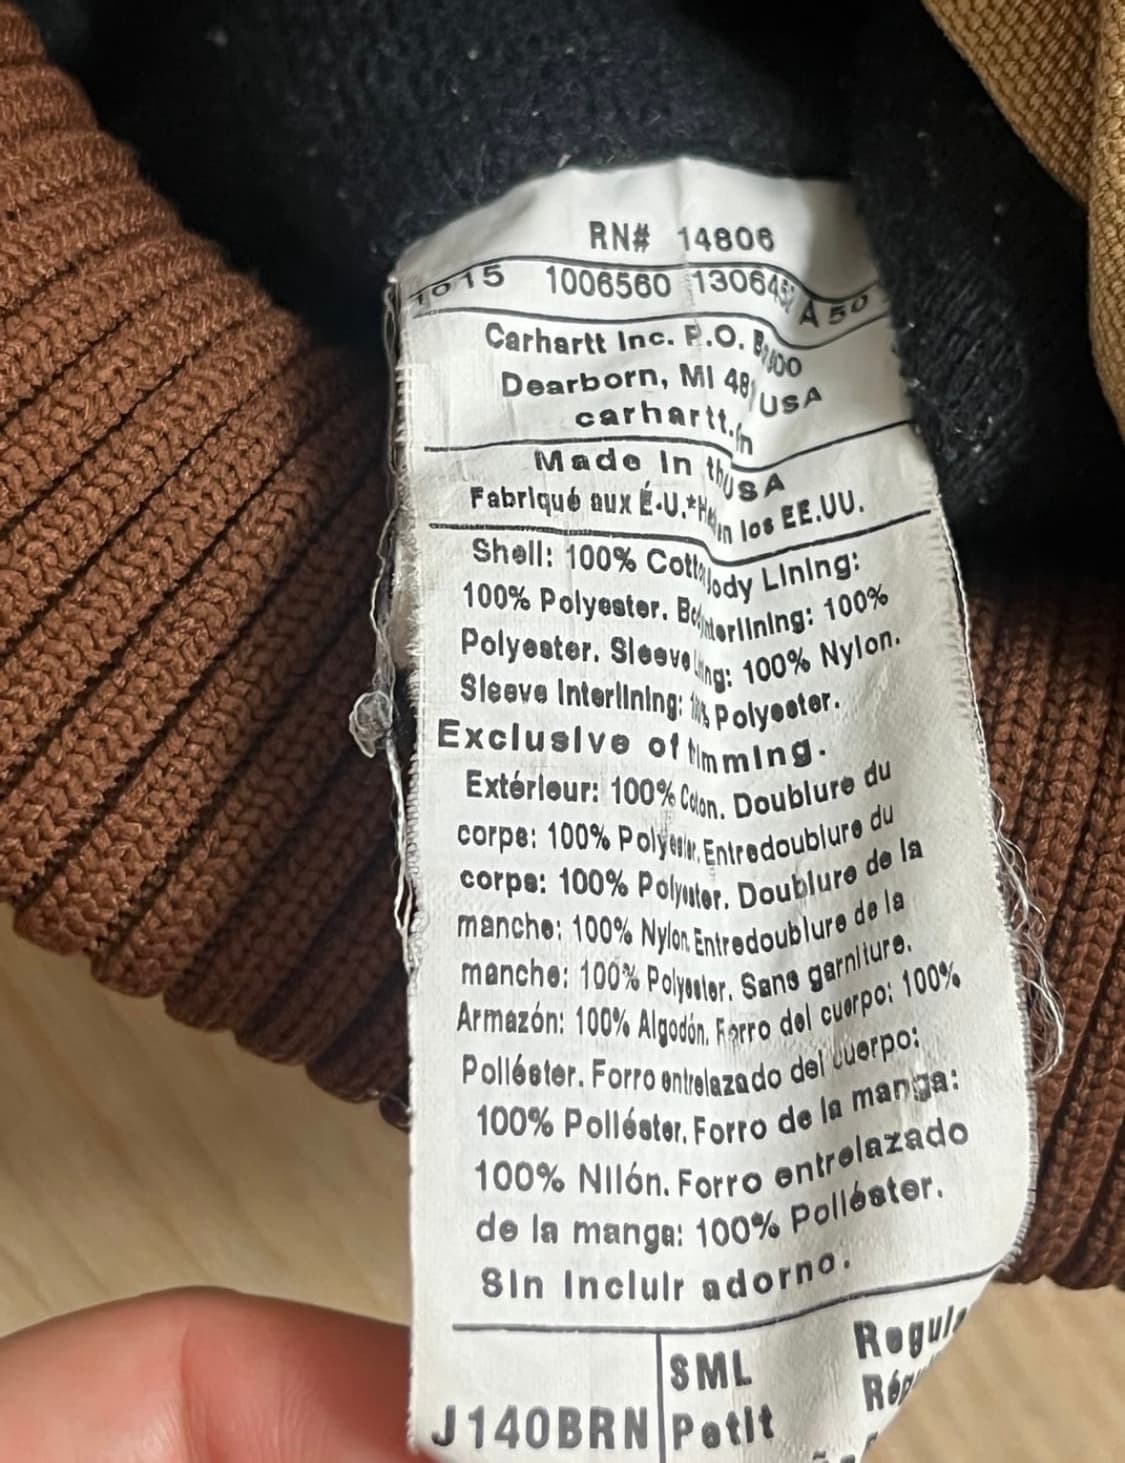 RN# 14806
1015 1006560 13064 A 50
Carhartt Inc. P.O.
Dearborn, MI 48 USA
carhartt.
Made in USA
Fabriqué aux É-U. los EE.UU.
Shell: 100% Lining:
100% Polyester. 100%
Polyester. Sleeve 100% Nylon.
Sleeve Interlining: Polyester.
Exclusive of
Extérieur: 100% Doublure du
corps: 100% Polyester. Entredoublure du
corps: 100% Polyester. Doublure de la
manche: 100% Nylon. Entredoublure de la
manche: 100% Polyester. Sans garniture.
Armazón: 100% Algodón. Forro del cuerpo: 100%
Poliéster. Forro entrelazado del cuerpo:
100% Poliéster. Forro de la manga:
100% Nilón. Forro entrelazado
de la manga: 100% Poliéster.
Sin incluir adorno.
SML
J140BRN Petit